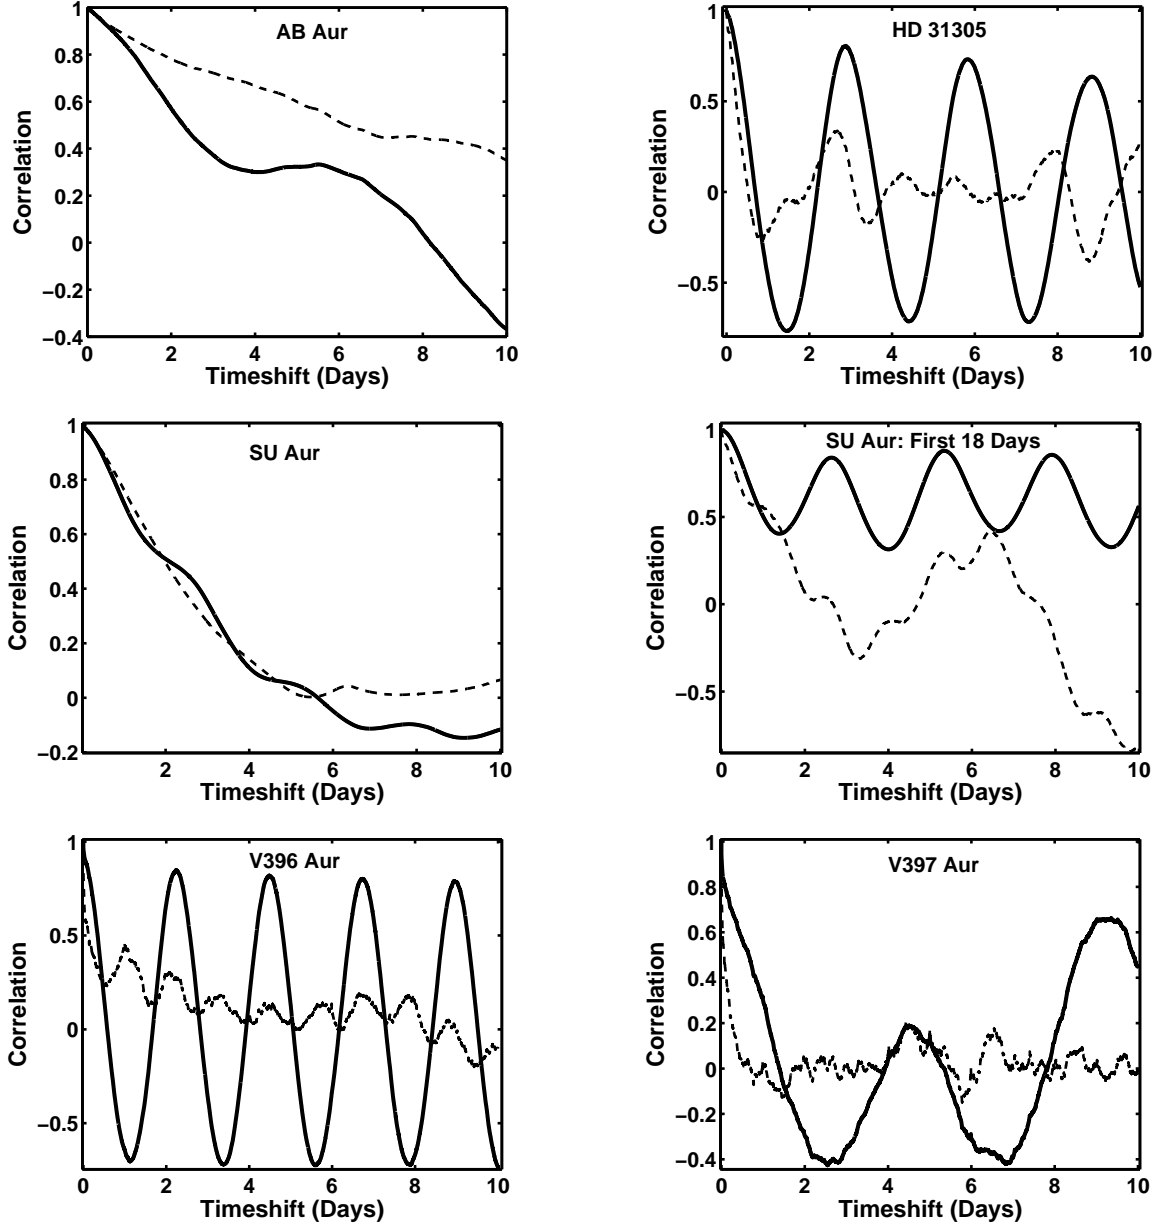 AB Aur
1
0.8
0.6
0.4
0.2
0
−0.2
−0.4
0 2 4 6 8 10
Correlation
Timeshift (Days)
HD 31305
1
0.5
0
−0.5
0 2 4 6 8 10
Correlation
Timeshift (Days)
SU Aur
1
0.8
0.6
0.4
0.2
0
−0.2
2 4 6 8 10
Correlation
Timeshift (Days)
SU Aur: First 18 Days
1
0.5
0
−0.5
0 2 4 6 8 10
Correlation
Timeshift (Days)
V396 Aur
1
0.5
0
−0.5
0 2 4 6 8 10
Correlation
Timeshift (Days)
V397 Aur
1
0.8
0.6
0.4
0.2
0
−0.2
−0.4
0 2 4 6 8 10
Correlation
Timeshift (Days)